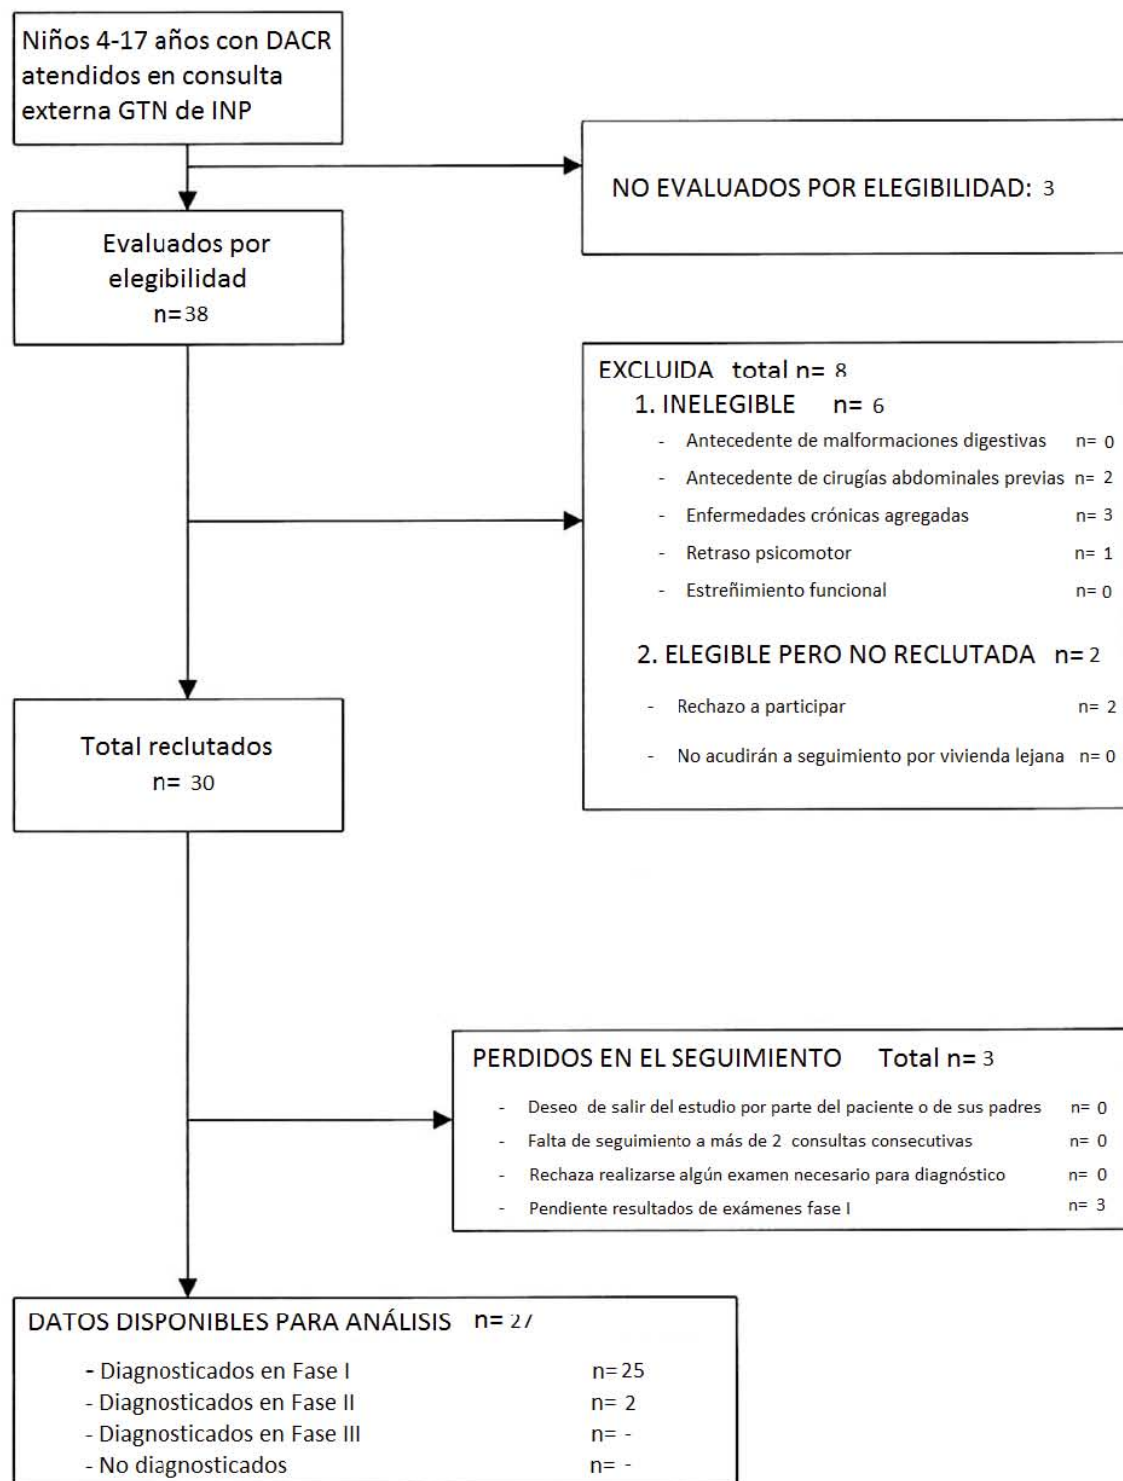 Niños 4-17 años con DACR
atendidos en consulta
externa GTN de INP
NO EVALUADOS POR ELEGIBILIDAD: 3
Evaluados por
elegibilidad
n=38
EXCLUIDA total n= 8
1. INELEGIBLE n= 6
- Antecedente de malformaciones digestivas n= 0
- Antecedente de cirugías abdominales previas n= 2
- Enfermedades crónicas agregadas n= 3
- Retraso psicomotor n= 1
- Estreñimiento funcional n= 0
2. ELEGIBLE PERO NO RECLUTADA n= 2
- Rechazo a participar n= 2
- No acudirán a seguimiento por vivienda lejana n= 0
Total reclutados
n= 30
PERDIDOS EN EL SEGUIMIENTO Total n= 3
- Deseo de salir del estudio por parte del paciente o de sus padres n= 0
- Falta de seguimiento a más de 2 consultas consecutivas n= 0
- Rechaza realizarse algún examen necesario para diagnóstico n= 0
- Pendiente resultados de exámenes fase I n= 3
DATOS DISPONIBLES PARA ANÁLISIS n= 27
- Diagnosticados en Fase I n= 25
- Diagnosticados en Fase II n= 2
- Diagnosticados en Fase III n= -
- No diagnosticados n= -